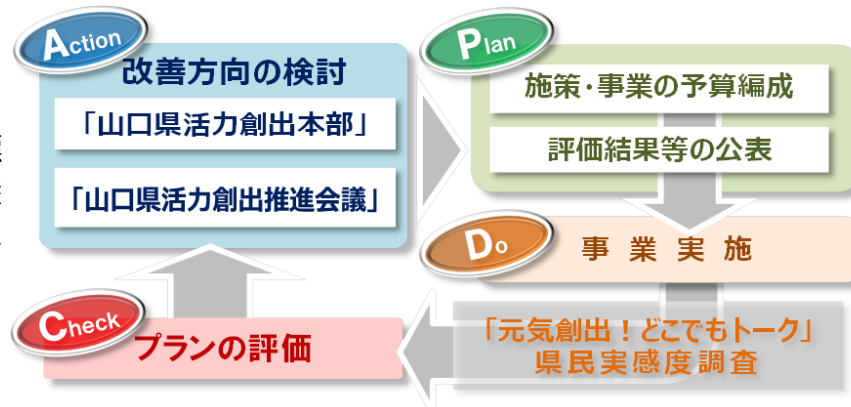 Action
改善方向の検討
「山口県活力創出本部」
「山口県活力創出推進会議」
Plan
施策・事業の予算編成
評価結果等の公表
Do
事業実施
「元気創出！どこでもトーク」
県民実感度調査
Check
プランの評価